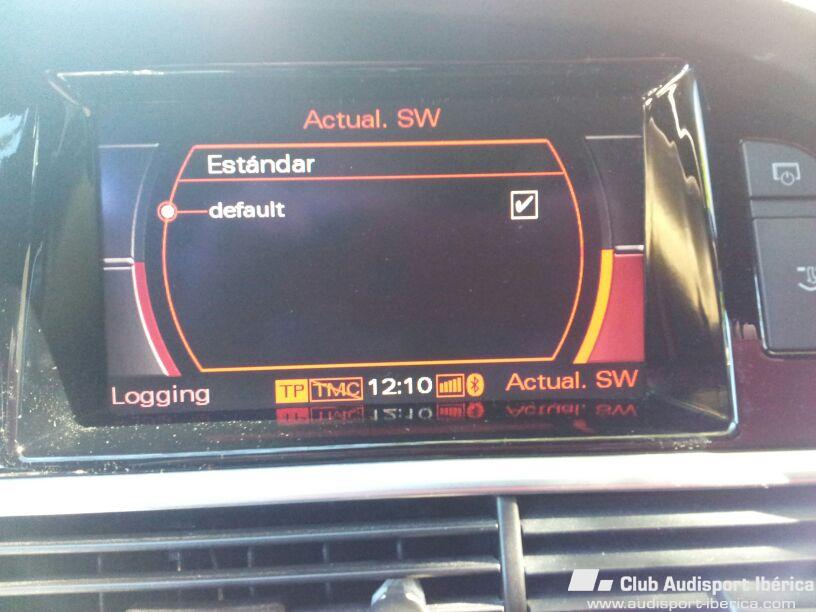 Actual. SW
Estándar
default
Logging
TP TMC 12:10
Actual. SW
Club Audisport Ibérica
www.audisport-iberica.com